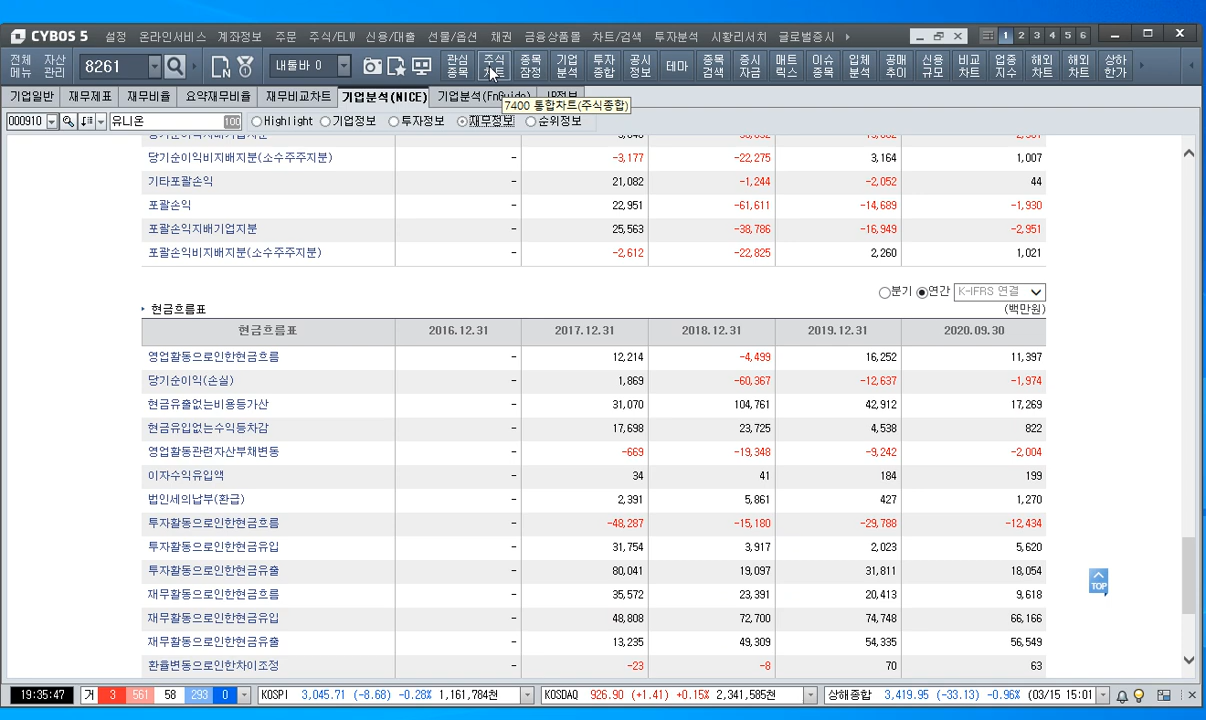 CYBOS 5 설정 온라인서비스 계좌정보 주문 주식/ELW 신용/대출 선물/옵션 채권 금융상품몰 차트/검색 투자분석 시황리서치 글로벌증시 1 2 3 4 5 6
전체메뉴 자산관리 8261 내툴바 0 관심종목 주식차트 종목잠정 기업분석 투자종합 공시정보 테마 종목검색 증시자금 매트릭스 이슈종목 입체분석 공매추이 신용규모 비교차트 업종지수 해외차트 해외차트 상하한가
기업일반 재무제표 재무비율 요약재무비율 재무비교차트 기업분석(NICE) 기업분석(FnGuide) IR정보
7400 통합차트(주식종합)
000910 유니온 100 Highlight 기업정보 투자정보 재무정보 순위정보
당기순이익비지배지분(소수주주지분) - -3,177 -22,275 3,164 1,007
기타포괄손익 - 21,082 -1,244 -2,052 44
포괄손익 - 22,951 -61,611 -14,689 -1,930
포괄손익지배기업지분 - 25,563 -38,786 -16,949 -2,951
포괄손익비지배지분(소수주주지분) - -2,612 -22,825 2,260 1,021
분기 연간 K-IFRS 연결
현금흐름표 (백만원)
현금흐름표 2016.12.31 2017.12.31 2018.12.31 2019.12.31 2020.09.30
영업활동으로인한현금흐름 - 12,214 -4,499 16,252 11,397
당기순이익(손실) - 1,869 -60,367 -12,637 -1,974
현금유출없는비용등가산 - 31,070 104,761 42,912 17,269
현금유입없는수익등차감 - 17,698 23,725 4,538 822
영업활동관련자산부채변동 - -669 -19,348 -9,242 -2,004
이자수익유입액 - 34 41 184 199
법인세의납부(환급) - 2,391 5,861 427 1,270
투자활동으로인한현금흐름 - -48,287 -15,180 -29,788 -12,434
투자활동으로인한현금유입 - 31,754 3,917 2,023 5,620
투자활동으로인한현금유출 - 80,041 19,097 31,811 18,054
재무활동으로인한현금흐름 - 35,572 23,391 20,413 9,618
재무활동으로인한현금유입 - 48,808 72,700 74,748 66,166
재무활동으로인한현금유출 - 13,235 49,309 54,335 56,549
환율변동으로인한차이조정 - -23 -8 70 63
TOP
19:35:47 거 3 561 58 293 0 KOSPI 3,045.71 (-8.68) -0.28% 1,161,784천 KOSDAQ 926.90 (+1.41) +0.15% 2,341,585천 상해종합 3,419.95 (-33.13) -0.96% (03/15 15:01